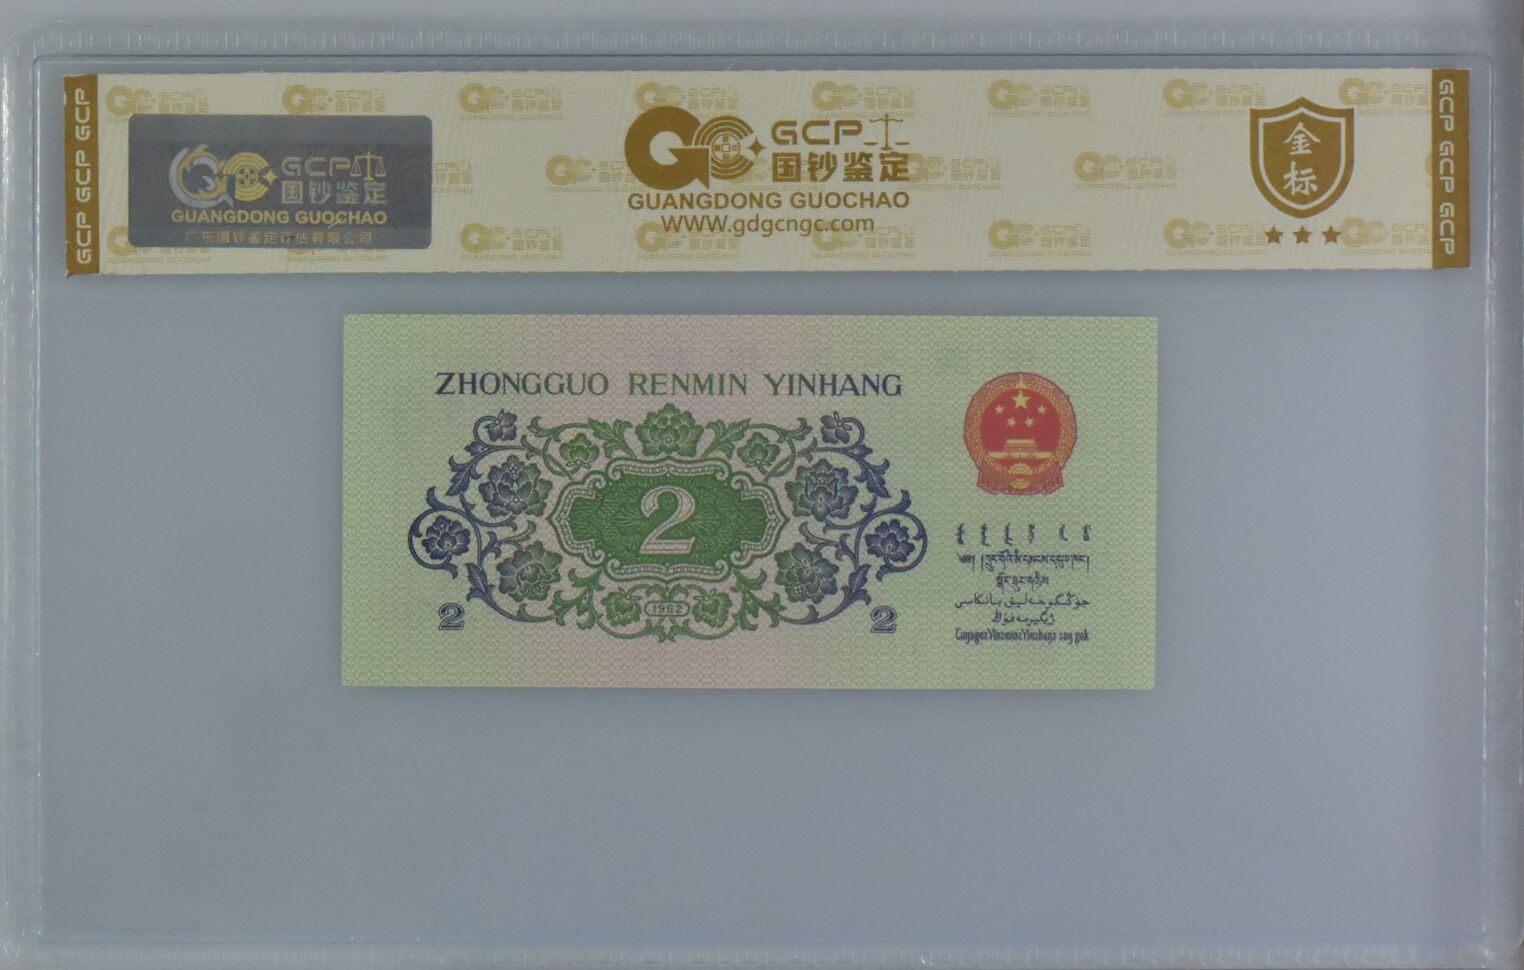 GCP GCP GCP
GCP
国钞鉴定
GUANGDONG GUOCHAO
广东国钞鉴定评估有限公司
GCP
国钞鉴定
GUANGDONG GUOCHAO
WWW.gdgcngc.com
金标
GCP GCP GCP
ZHONGGUO RENMIN YINHANG
2
1962
2
2
جۇڭگوخەلىق بانكاسى